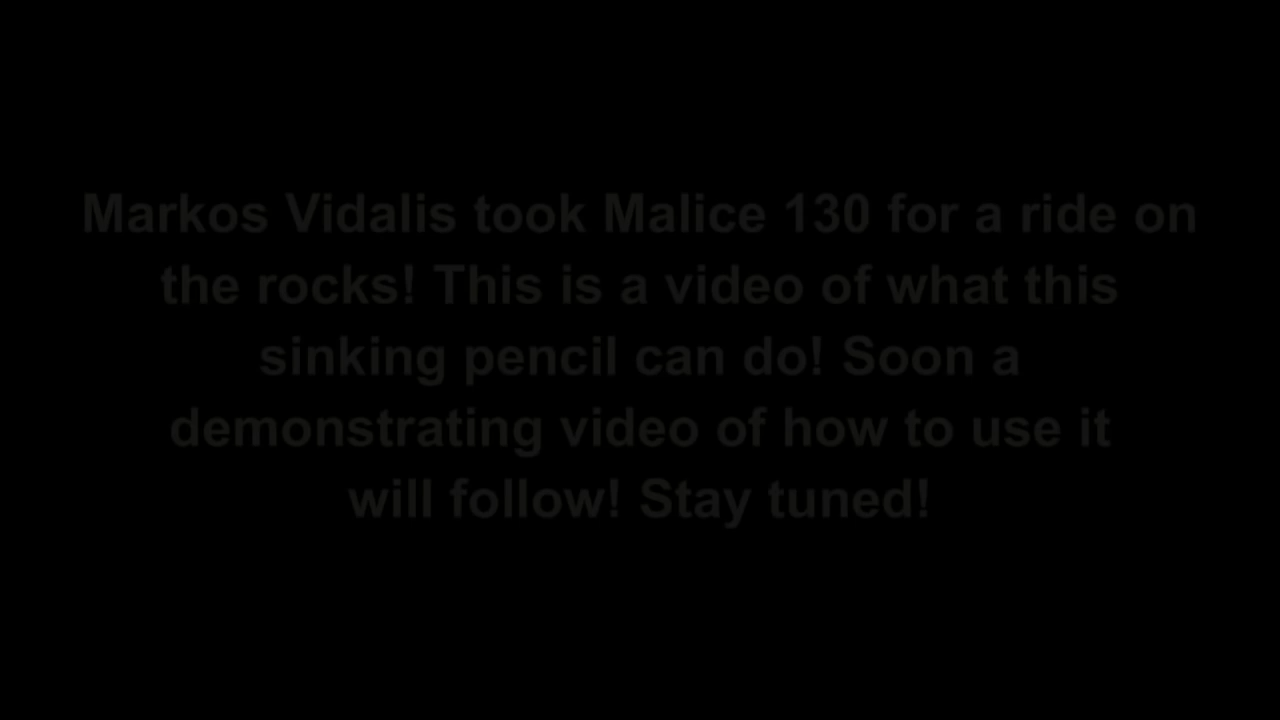 Markos Vidalis took Malice 130 for a ride on
the rocks! This is a video of what this
sinking pencil can do! Soon a
demonstrating video of how to use it
will follow! Stay tuned!